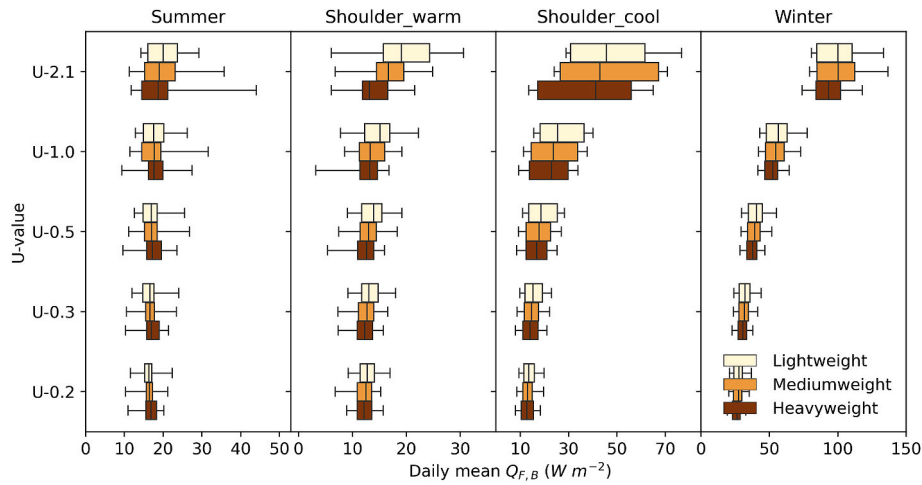 Summer Shoulder_warm Shoulder_cool Winter
U-value
U-2.1
U-1.0
U-0.5
U-0.3
U-0.2
Lightweight
Mediumweight
Heavyweight
0 10 20 30 40 50 0 10 20 30 10 30 50 70 0 50 100 150
Daily mean Q_{F,B} (W m^{-2})